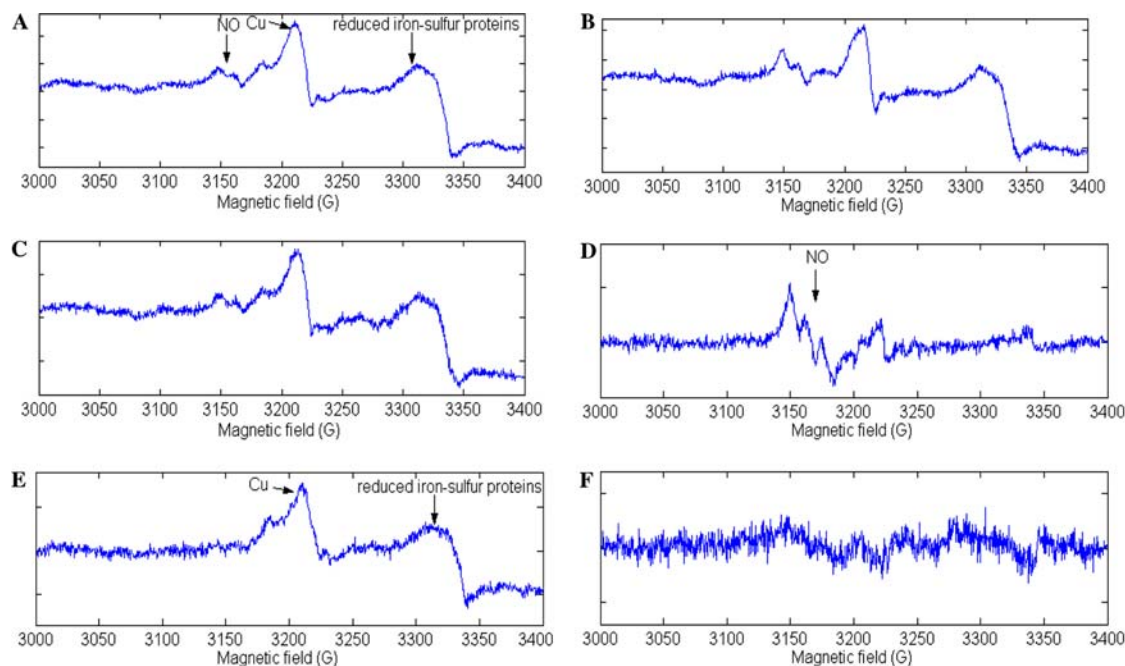 A
NO Cu reduced iron-sulfur proteins
3000 3050 3100 3150 3200 3250 3300 3350 3400
Magnetic field (G)
B
3000 3050 3100 3150 3200 3250 3300 3350 3400
Magnetic field (G)
C
3000 3050 3100 3150 3200 3250 3300 3350 3400
Magnetic field (G)
D
NO
3000 3050 3100 3150 3200 3250 3300 3350 3400
Magnetic field (G)
E
Cu reduced iron-sulfur proteins
3000 3050 3100 3150 3200 3250 3300 3350 3400
Magnetic field (G)
F
3000 3050 3100 3150 3200 3250 3300 3350 3400
Magnetic field (G)